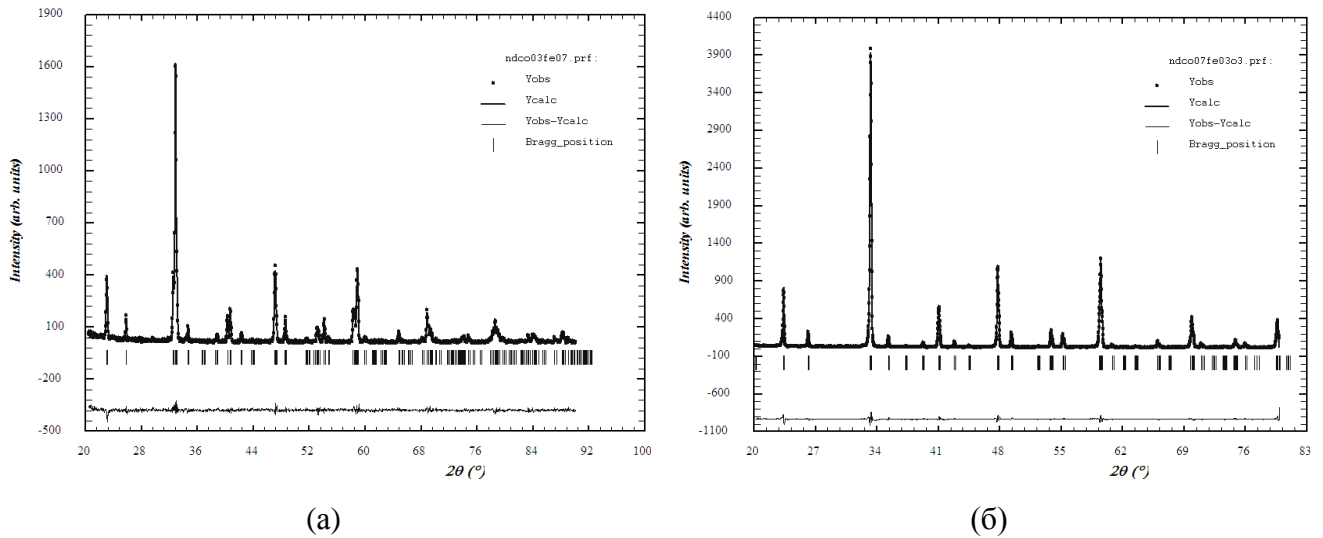 1900
1600
1300
1000
700
400
100
-200
-500
Intensity (arb. units)
ndco03fe07.prf:
Yobs
Ycalc
Yobs-Ycalc
Bragg_position
20 28 36 44 52 60 68 76 84 92 100
2θ (°)
(а)
4400
3900
3400
2900
2400
1900
1400
900
400
-100
-600
-1100
Intensity (arb. units)
ndco07fe03o3.prf:
Yobs
Ycalc
Yobs-Ycalc
Bragg_position
20 27 34 41 48 55 62 69 76 83
2θ (°)
(б)